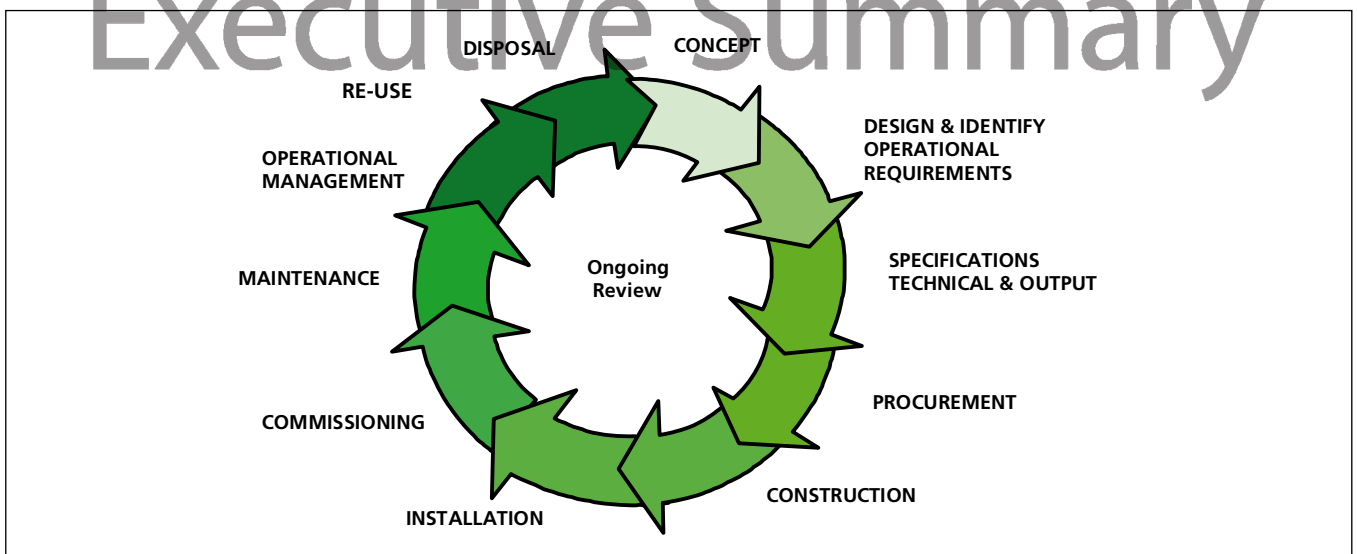 Executive Summary
CONCEPT
DESIGN & IDENTIFY
OPERATIONAL
REQUIREMENTS
SPECIFICATIONS
TECHNICAL & OUTPUT
PROCUREMENT
CONSTRUCTION
INSTALLATION
COMMISSIONING
MAINTENANCE
OPERATIONAL
MANAGEMENT
RE-USE
DISPOSAL
Ongoing
Review